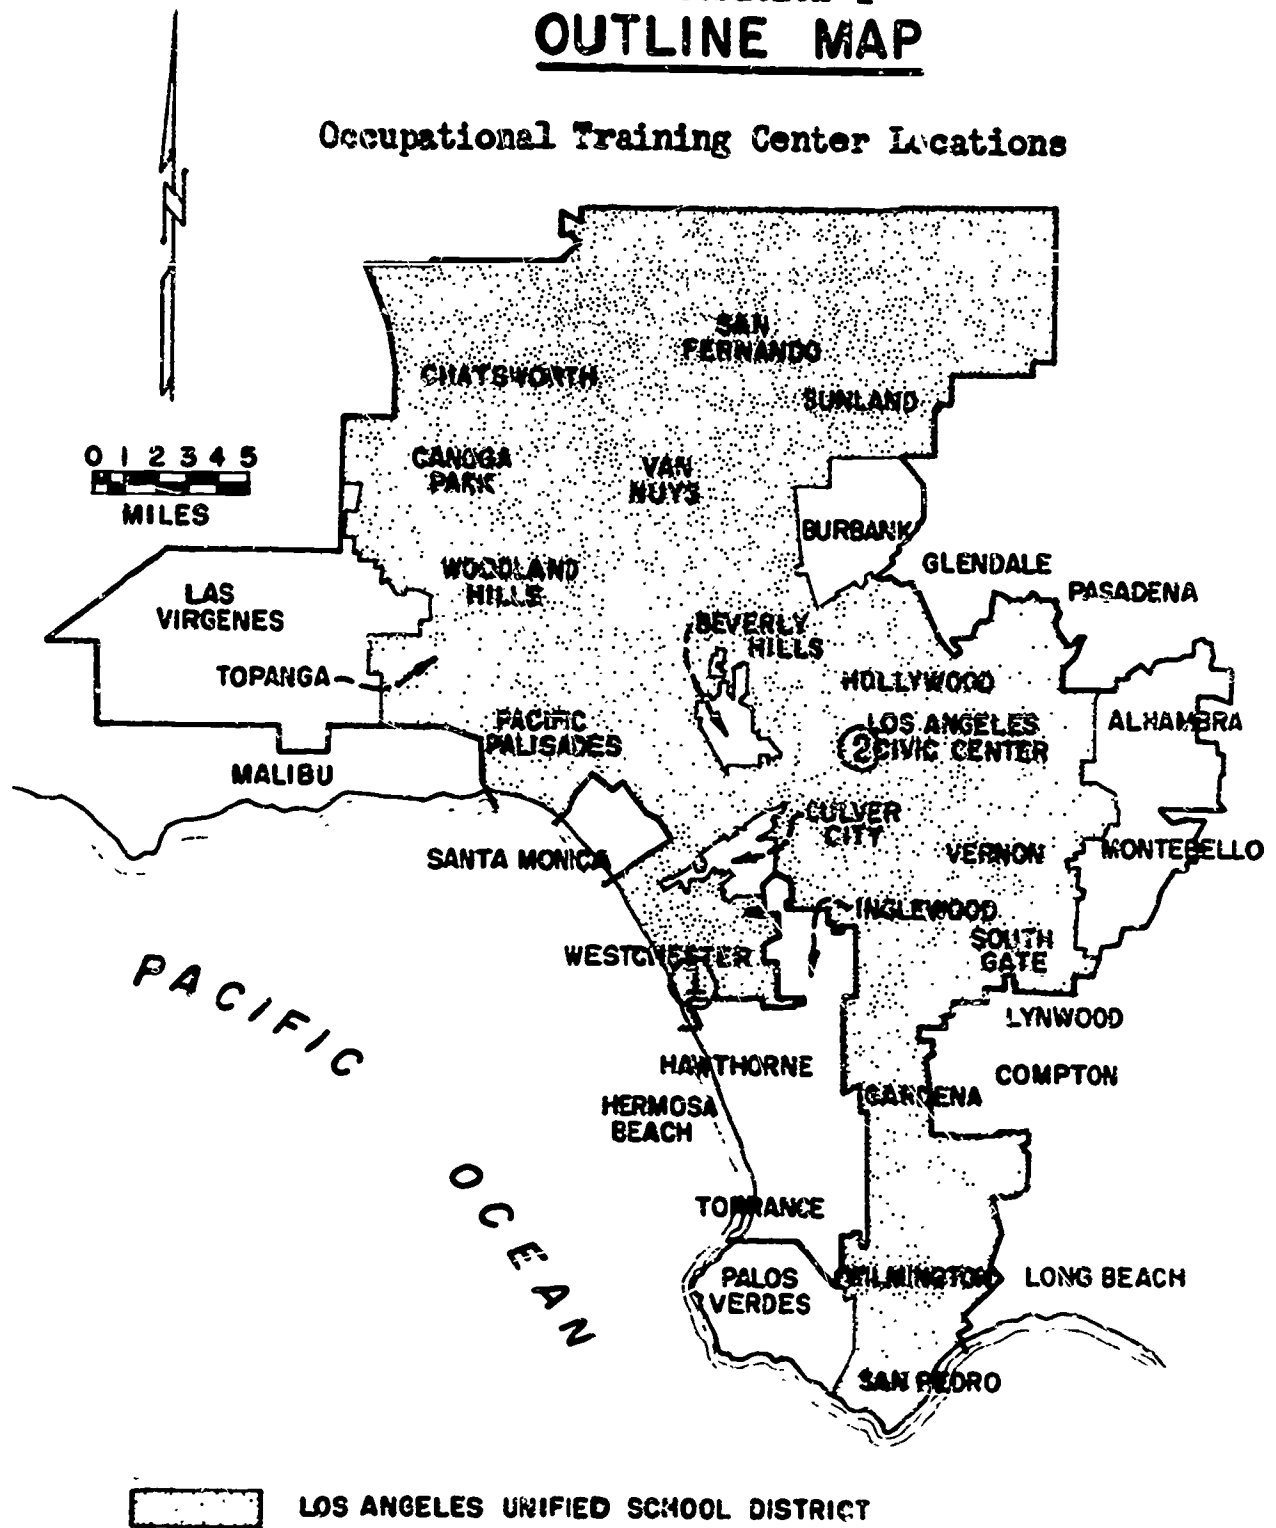 OUTLINE MAP
Occupational Training Center Locations
N
SAN
FERNANDO
CHATSWORTH
SUNLAND
0 1 2 3 4 5
MILES
CANOGA
PARK
VAN
NUYS
BURBANK
GLENDALE
PASADENA
WOODLAND
HILLS
LAS
VIRGENES
BEVERLY
HILLS
TOPANGA
HOLLYWOOD
PACIFIC
PALISADES
LOS ANGELES
CIVIC CENTER
2
ALHAMBRA
MALIBU
CULVER
CITY
SANTA MONICA
VERNON
MONTEBELLO
INGLEWOOD
SOUTH
GATE
WESTCHESTER
1
LYNWOOD
PACIFIC
OCEAN
HAWTHORNE
COMPTON
GARDENA
HERMOSA
BEACH
TORRANCE
PALOS
VERDES
WILMINGTON
LONG BEACH
SAN PEDRO
LOS ANGELES UNIFIED SCHOOL DISTRICT